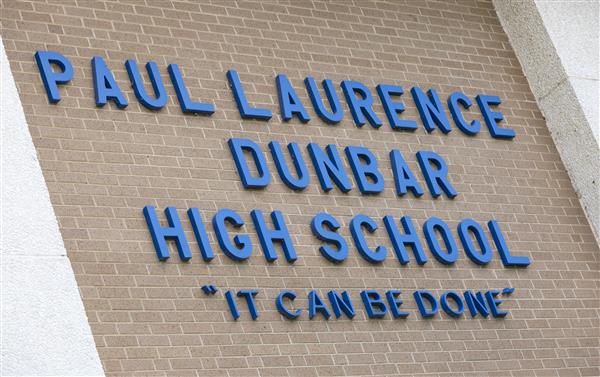 PAUL LAURENCE
DUNBAR
HIGH SCHOOL
"IT CAN BE DONE"